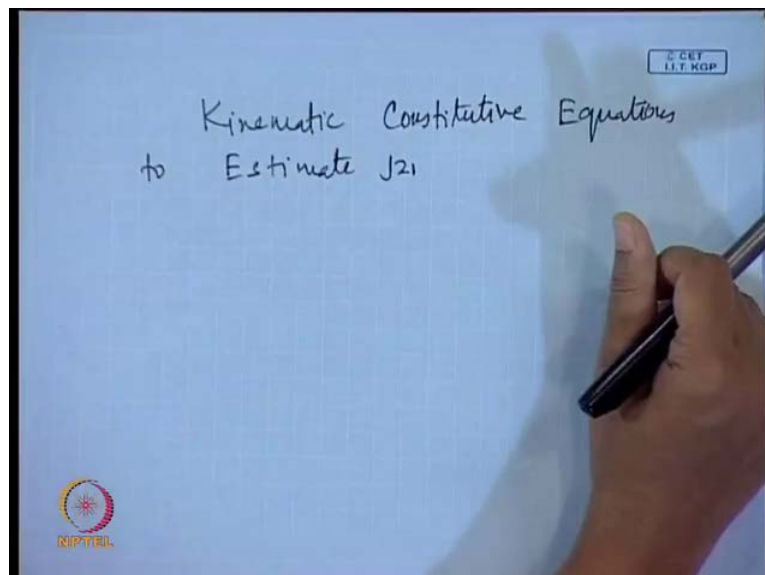 © CET
I.I.T. KGP
Kinematic Constitutive Equations
to Estimate J21
NPTEL